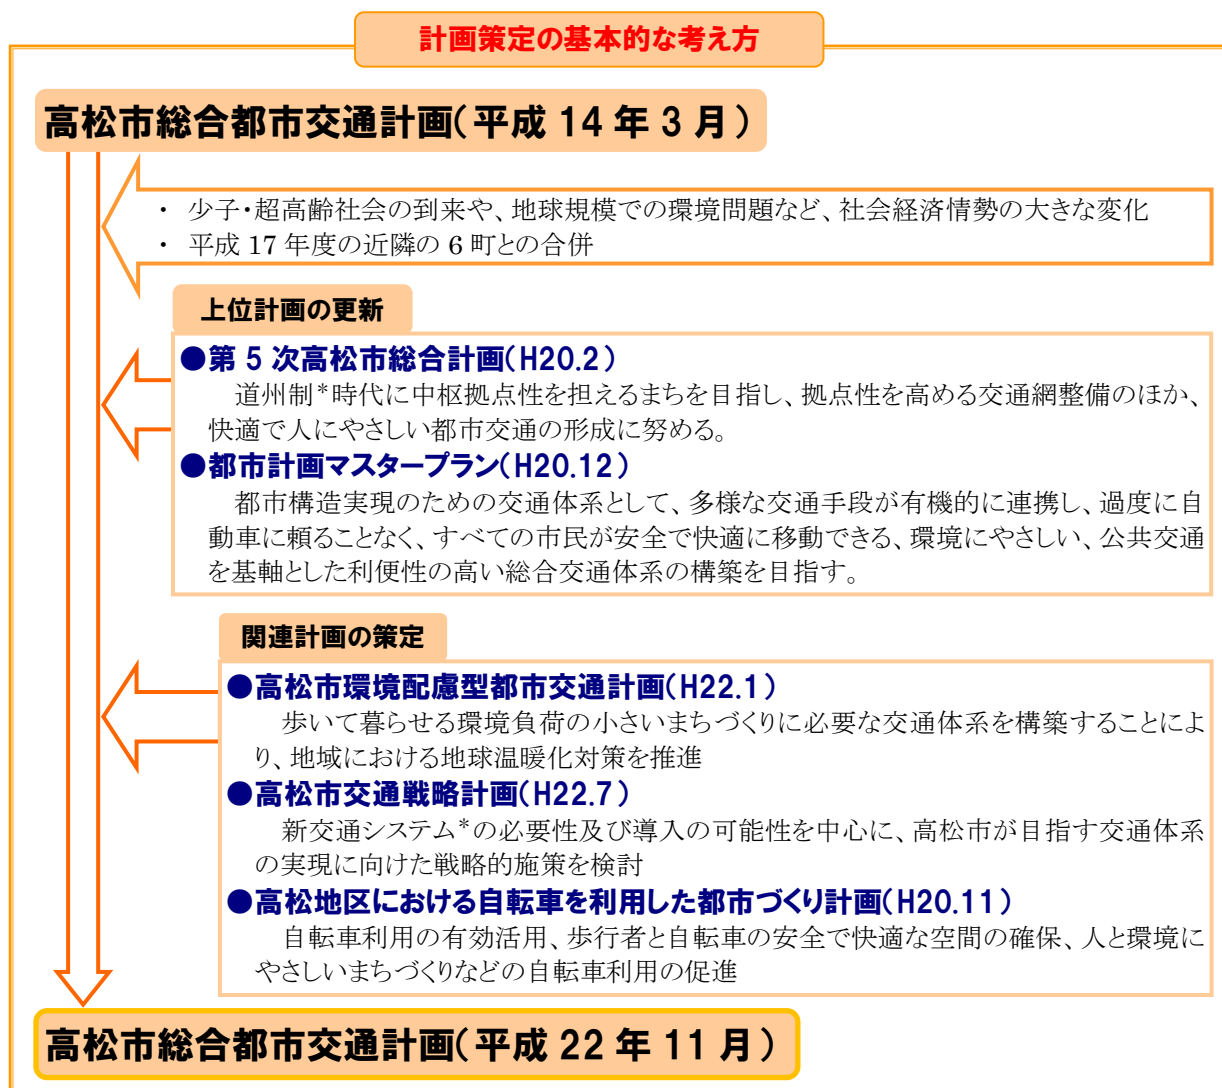 計画策定の基本的な考え方
高松市総合都市交通計画(平成 14 年 3 月)
・ 少子・超高齢社会の到来や、地球規模での環境問題など、社会経済情勢の大きな変化
・ 平成 17 年度の近隣の 6 町との合併
上位計画の更新
●第 5 次高松市総合計画(H20.2)
道州制*時代に中枢拠点性を担えるまちを目指し、拠点性を高める交通網整備のほか、
快適で人にやさしい都市交通の形成に努める。
●都市計画マスタープラン(H20.12)
都市構造実現のための交通体系として、多様な交通手段が有機的に連携し、過度に自
動車に頼ることなく、すべての市民が安全で快適に移動できる、環境にやさしい、公共交通
を基軸とした利便性の高い総合交通体系の構築を目指す。
関連計画の策定
●高松市環境配慮型都市交通計画(H22.1)
歩いて暮らせる環境負荷の小さいまちづくりに必要な交通体系を構築することによ
り、地域における地球温暖化対策を推進
●高松市交通戦略計画(H22.7)
新交通システム*の必要性及び導入の可能性を中心に、高松市が目指す交通体系
の実現に向けた戦略的施策を検討
●高松地区における自転車を利用した都市づくり計画(H20.11)
自転車利用の有効活用、歩行者と自転車の安全で快適な空間の確保、人と環境に
やさしいまちづくりなどの自転車利用の促進
高松市総合都市交通計画(平成 22 年 11 月)